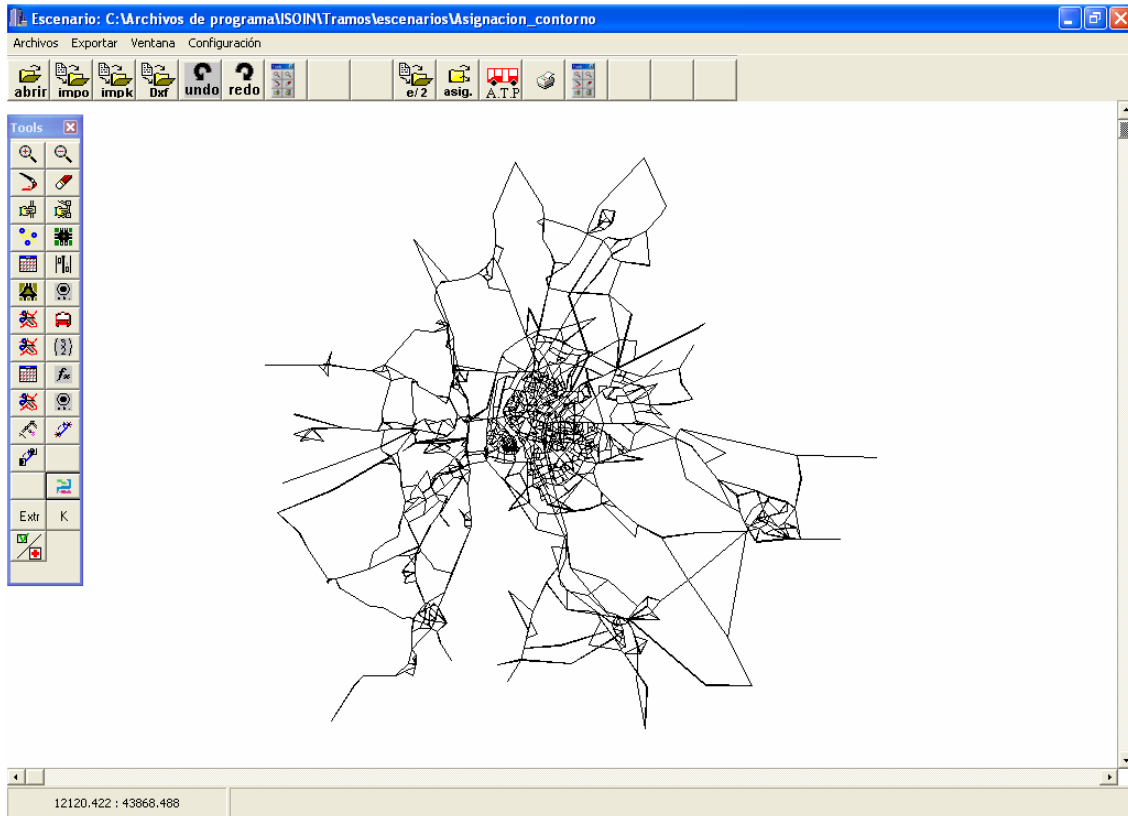 Escenario: C:\Archivos de programa\ISOIN\Tramos\escenarios\Asignacion_contorno
Archivos Exportar Ventana Configuración
abrir impo impk Dxf undo redo e/2 asig. A.T.P
Tools
Extr K
12120.422 : 43868.488